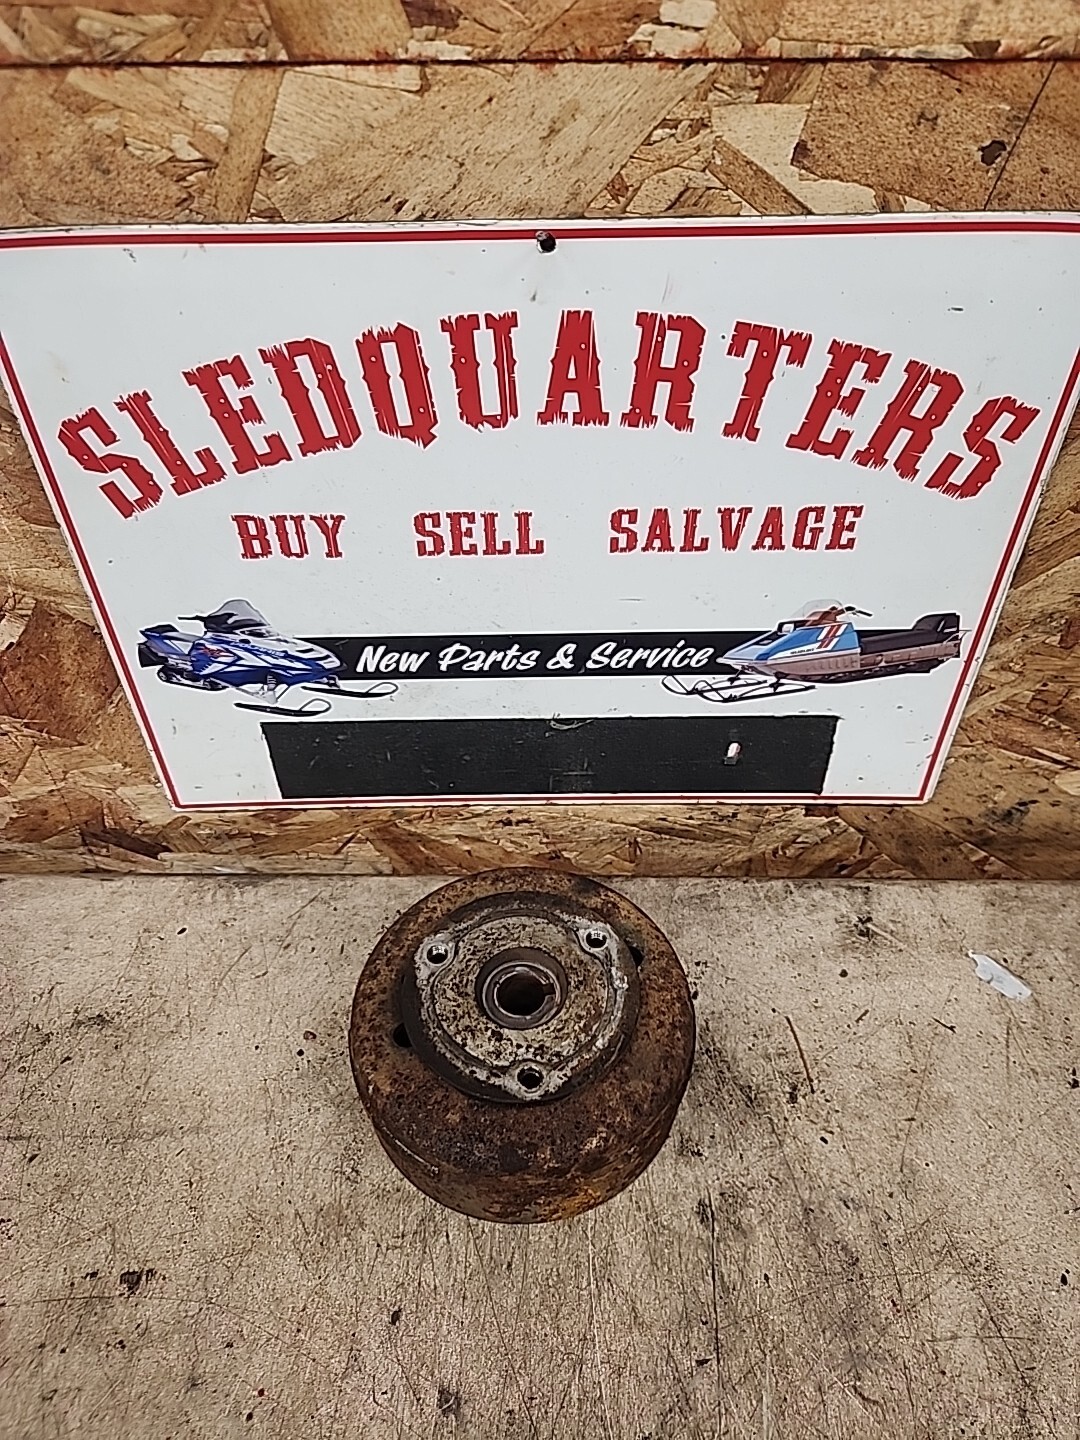 SLEDQUARTERS
BUY SELL SALVAGE
New Parts & Service